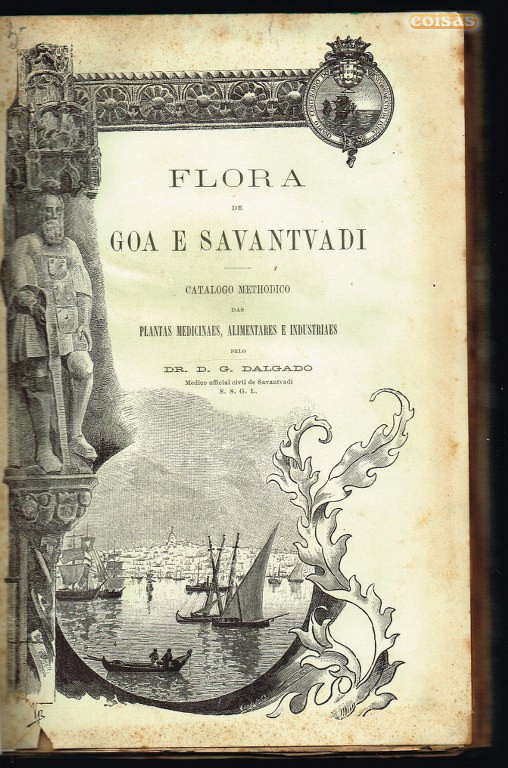 coisas
FLORA
DE
GOA E SAVANTVADI
CATALOGO METHODICO
DAS
PLANTAS MEDICINAES, ALIMENTARES E INDUSTRIAES
PELO
DR. D. G. DALGADO
Medico official civil de Savantvadi
S. S. G. L.